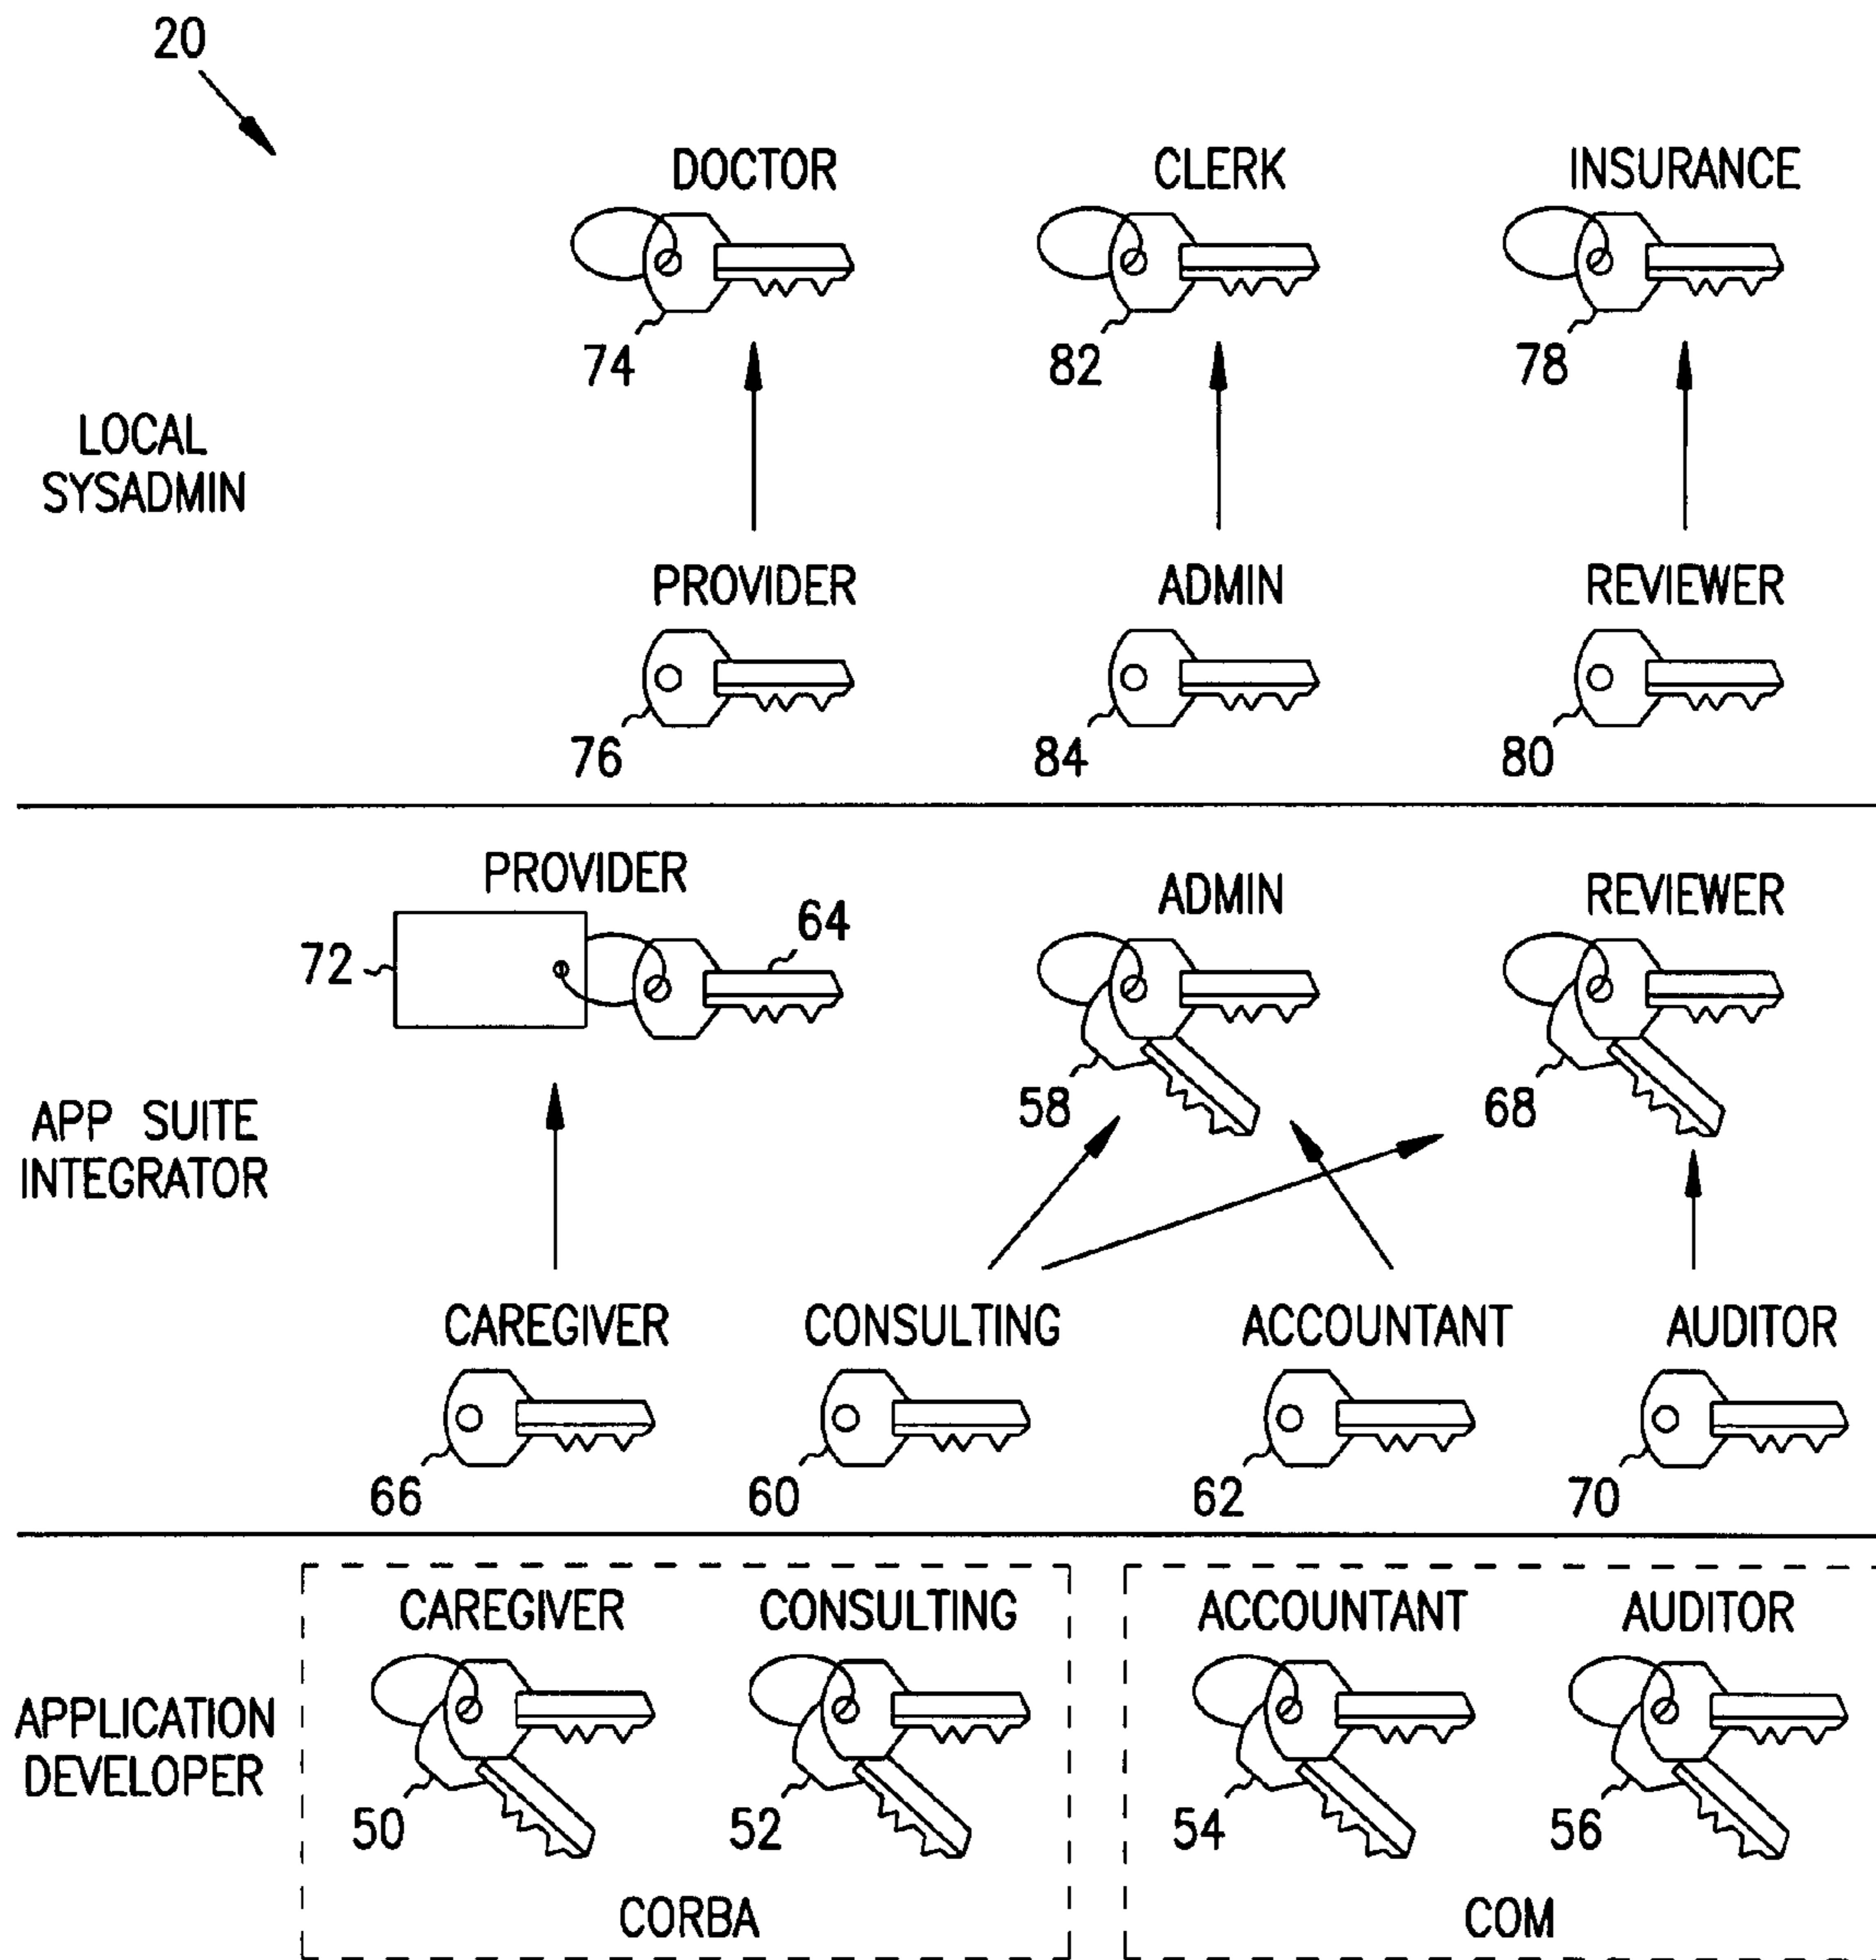 20
DOCTOR
CLERK
INSURANCE
74
82
78
LOCAL
SYSADMIN
PROVIDER
ADMIN
REVIEWER
76
84
80
PROVIDER
ADMIN
REVIEWER
72
64
58
68
APP SUITE
INTEGRATOR
CAREGIVER
CONSULTING
ACCOUNTANT
AUDITOR
66
60
62
70
CAREGIVER
CONSULTING
ACCOUNTANT
AUDITOR
APPLICATION
DEVELOPER
50
52
54
56
CORBA
COM